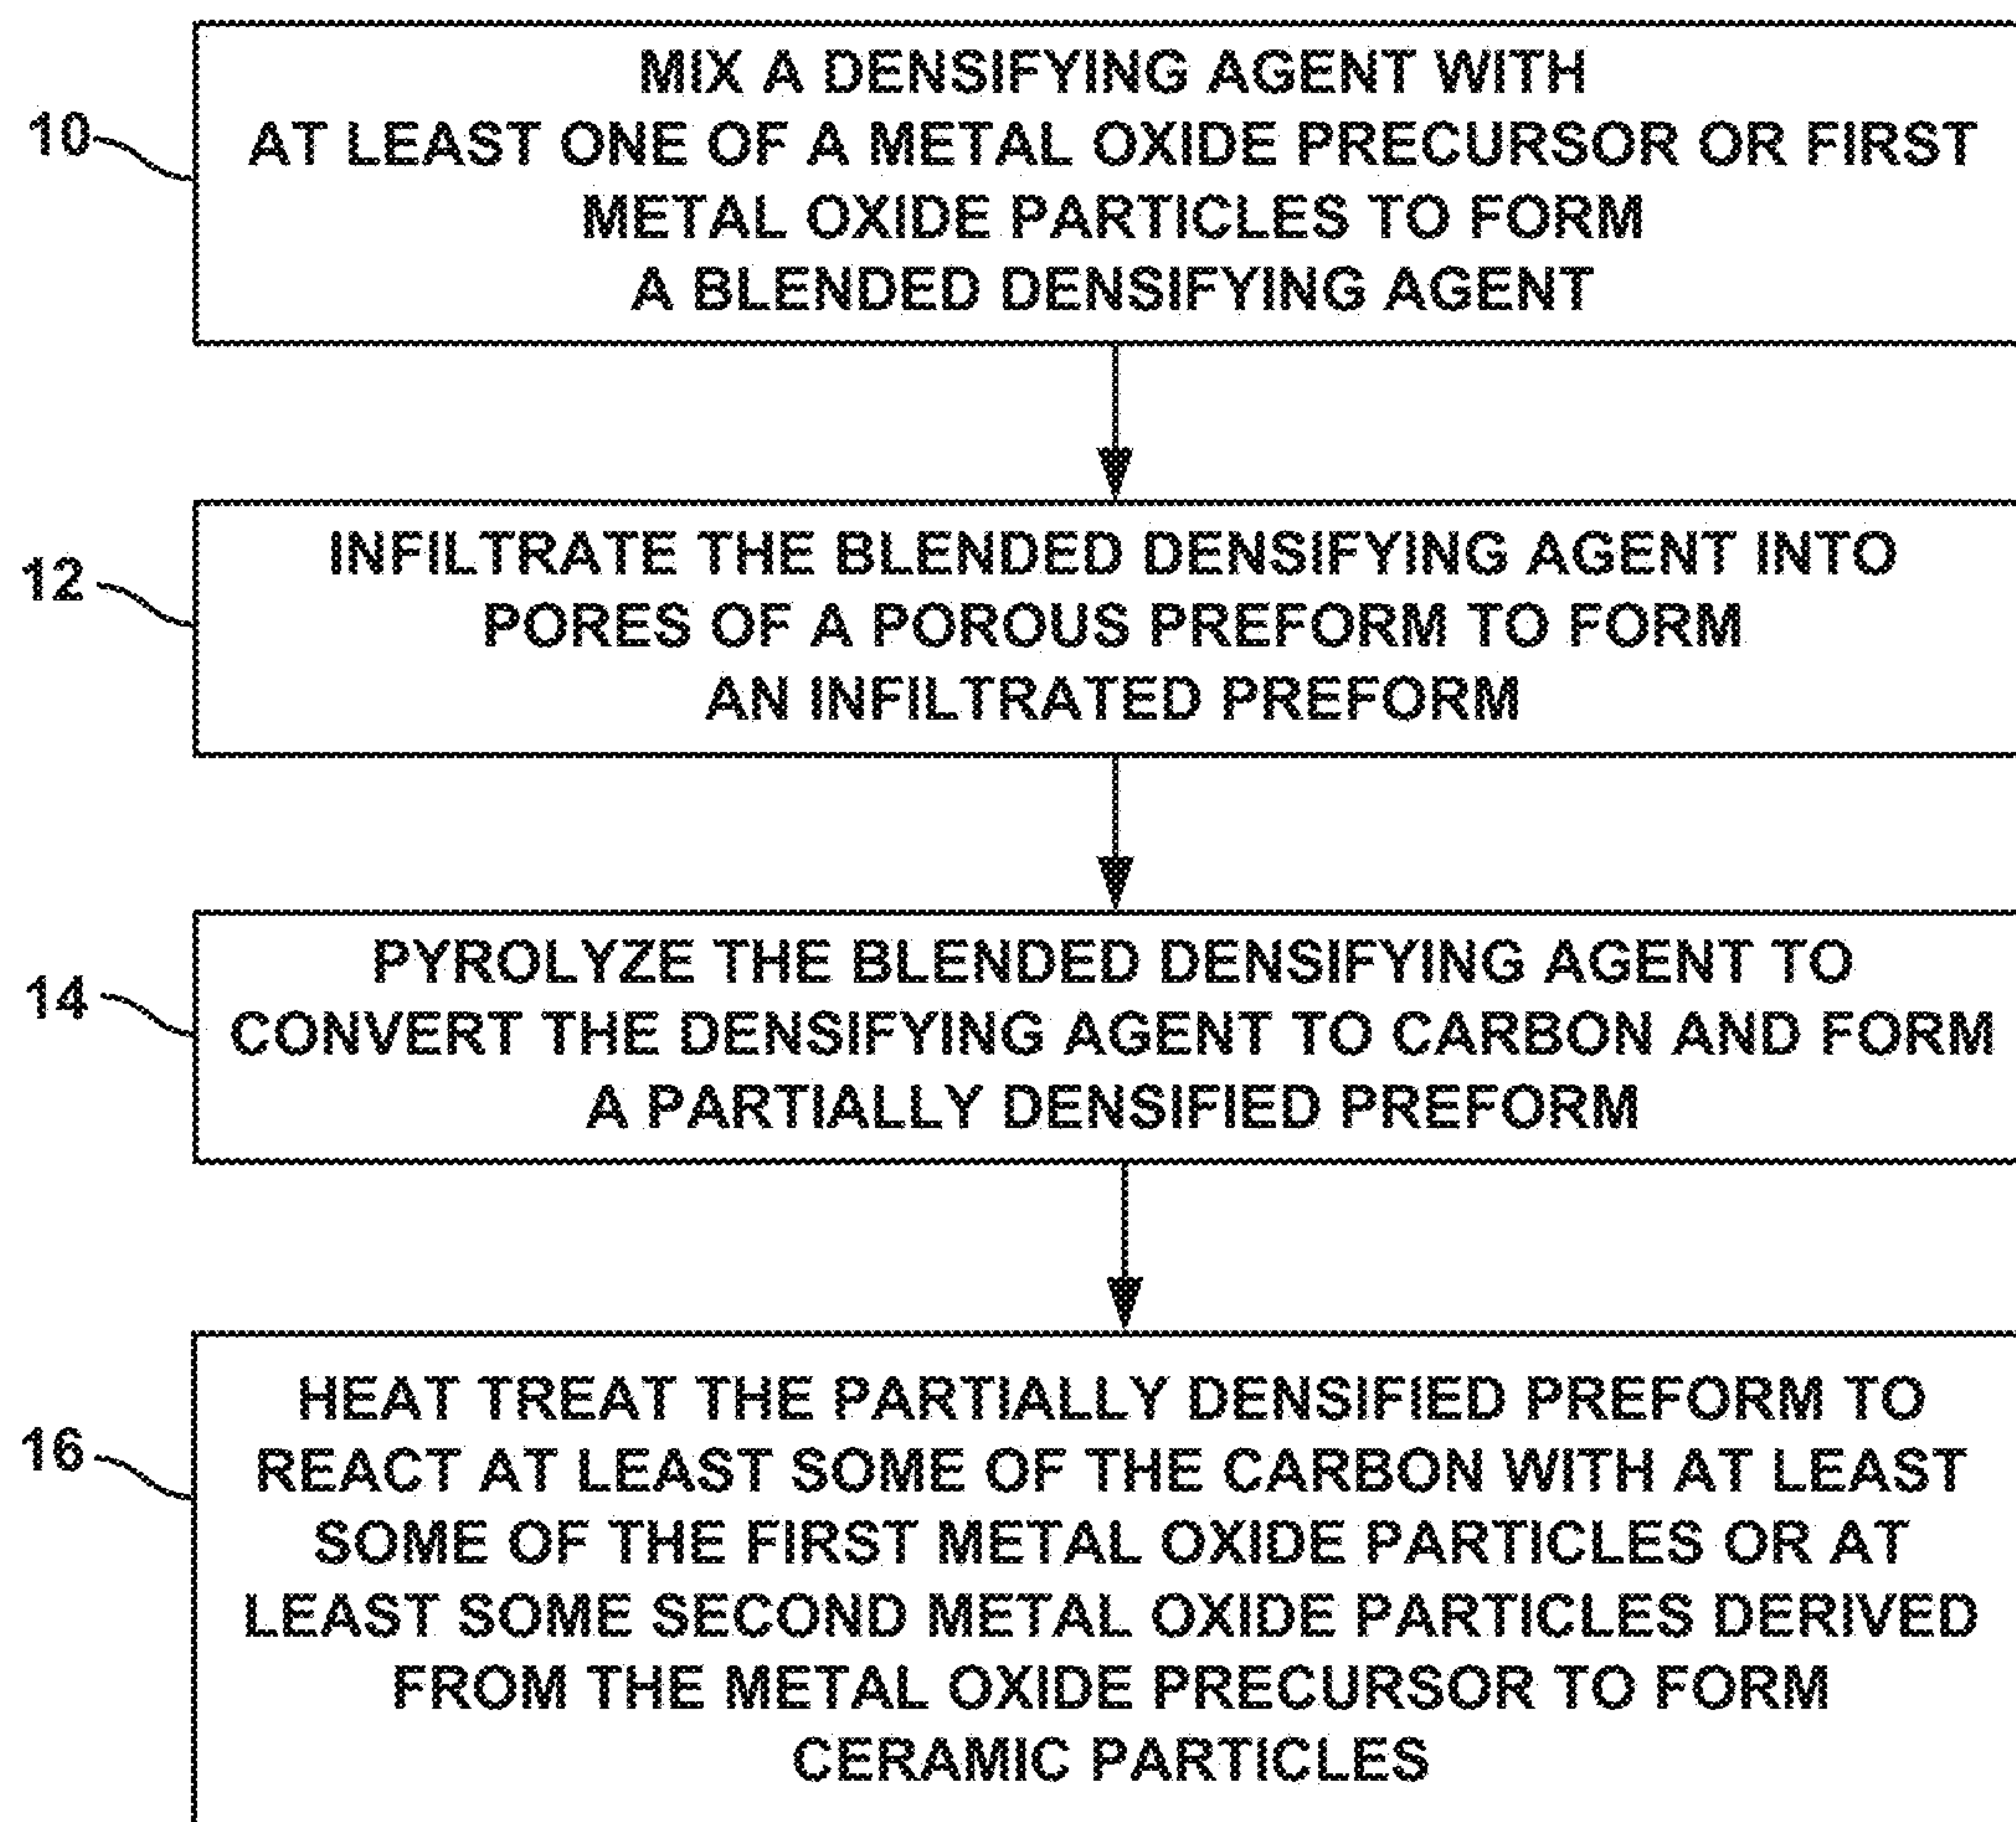 10
MIX A DENSIFYING AGENT WITH
AT LEAST ONE OF A METAL OXIDE PRECURSOR OR FIRST
METAL OXIDE PARTICLES TO FORM
A BLENDED DENSIFYING AGENT
12
INFILTRATE THE BLENDED DENSIFYING AGENT INTO
PORES OF A POROUS PREFORM TO FORM
AN INFILTRATED PREFORM
14
PYROLYZE THE BLENDED DENSIFYING AGENT TO
CONVERT THE DENSIFYING AGENT TO CARBON AND FORM
A PARTIALLY DENSIFIED PREFORM
16
HEAT TREAT THE PARTIALLY DENSIFIED PREFORM TO
REACT AT LEAST SOME OF THE CARBON WITH AT LEAST
SOME OF THE FIRST METAL OXIDE PARTICLES OR AT
LEAST SOME SECOND METAL OXIDE PARTICLES DERIVED
FROM THE METAL OXIDE PRECURSOR TO FORM
CERAMIC PARTICLES